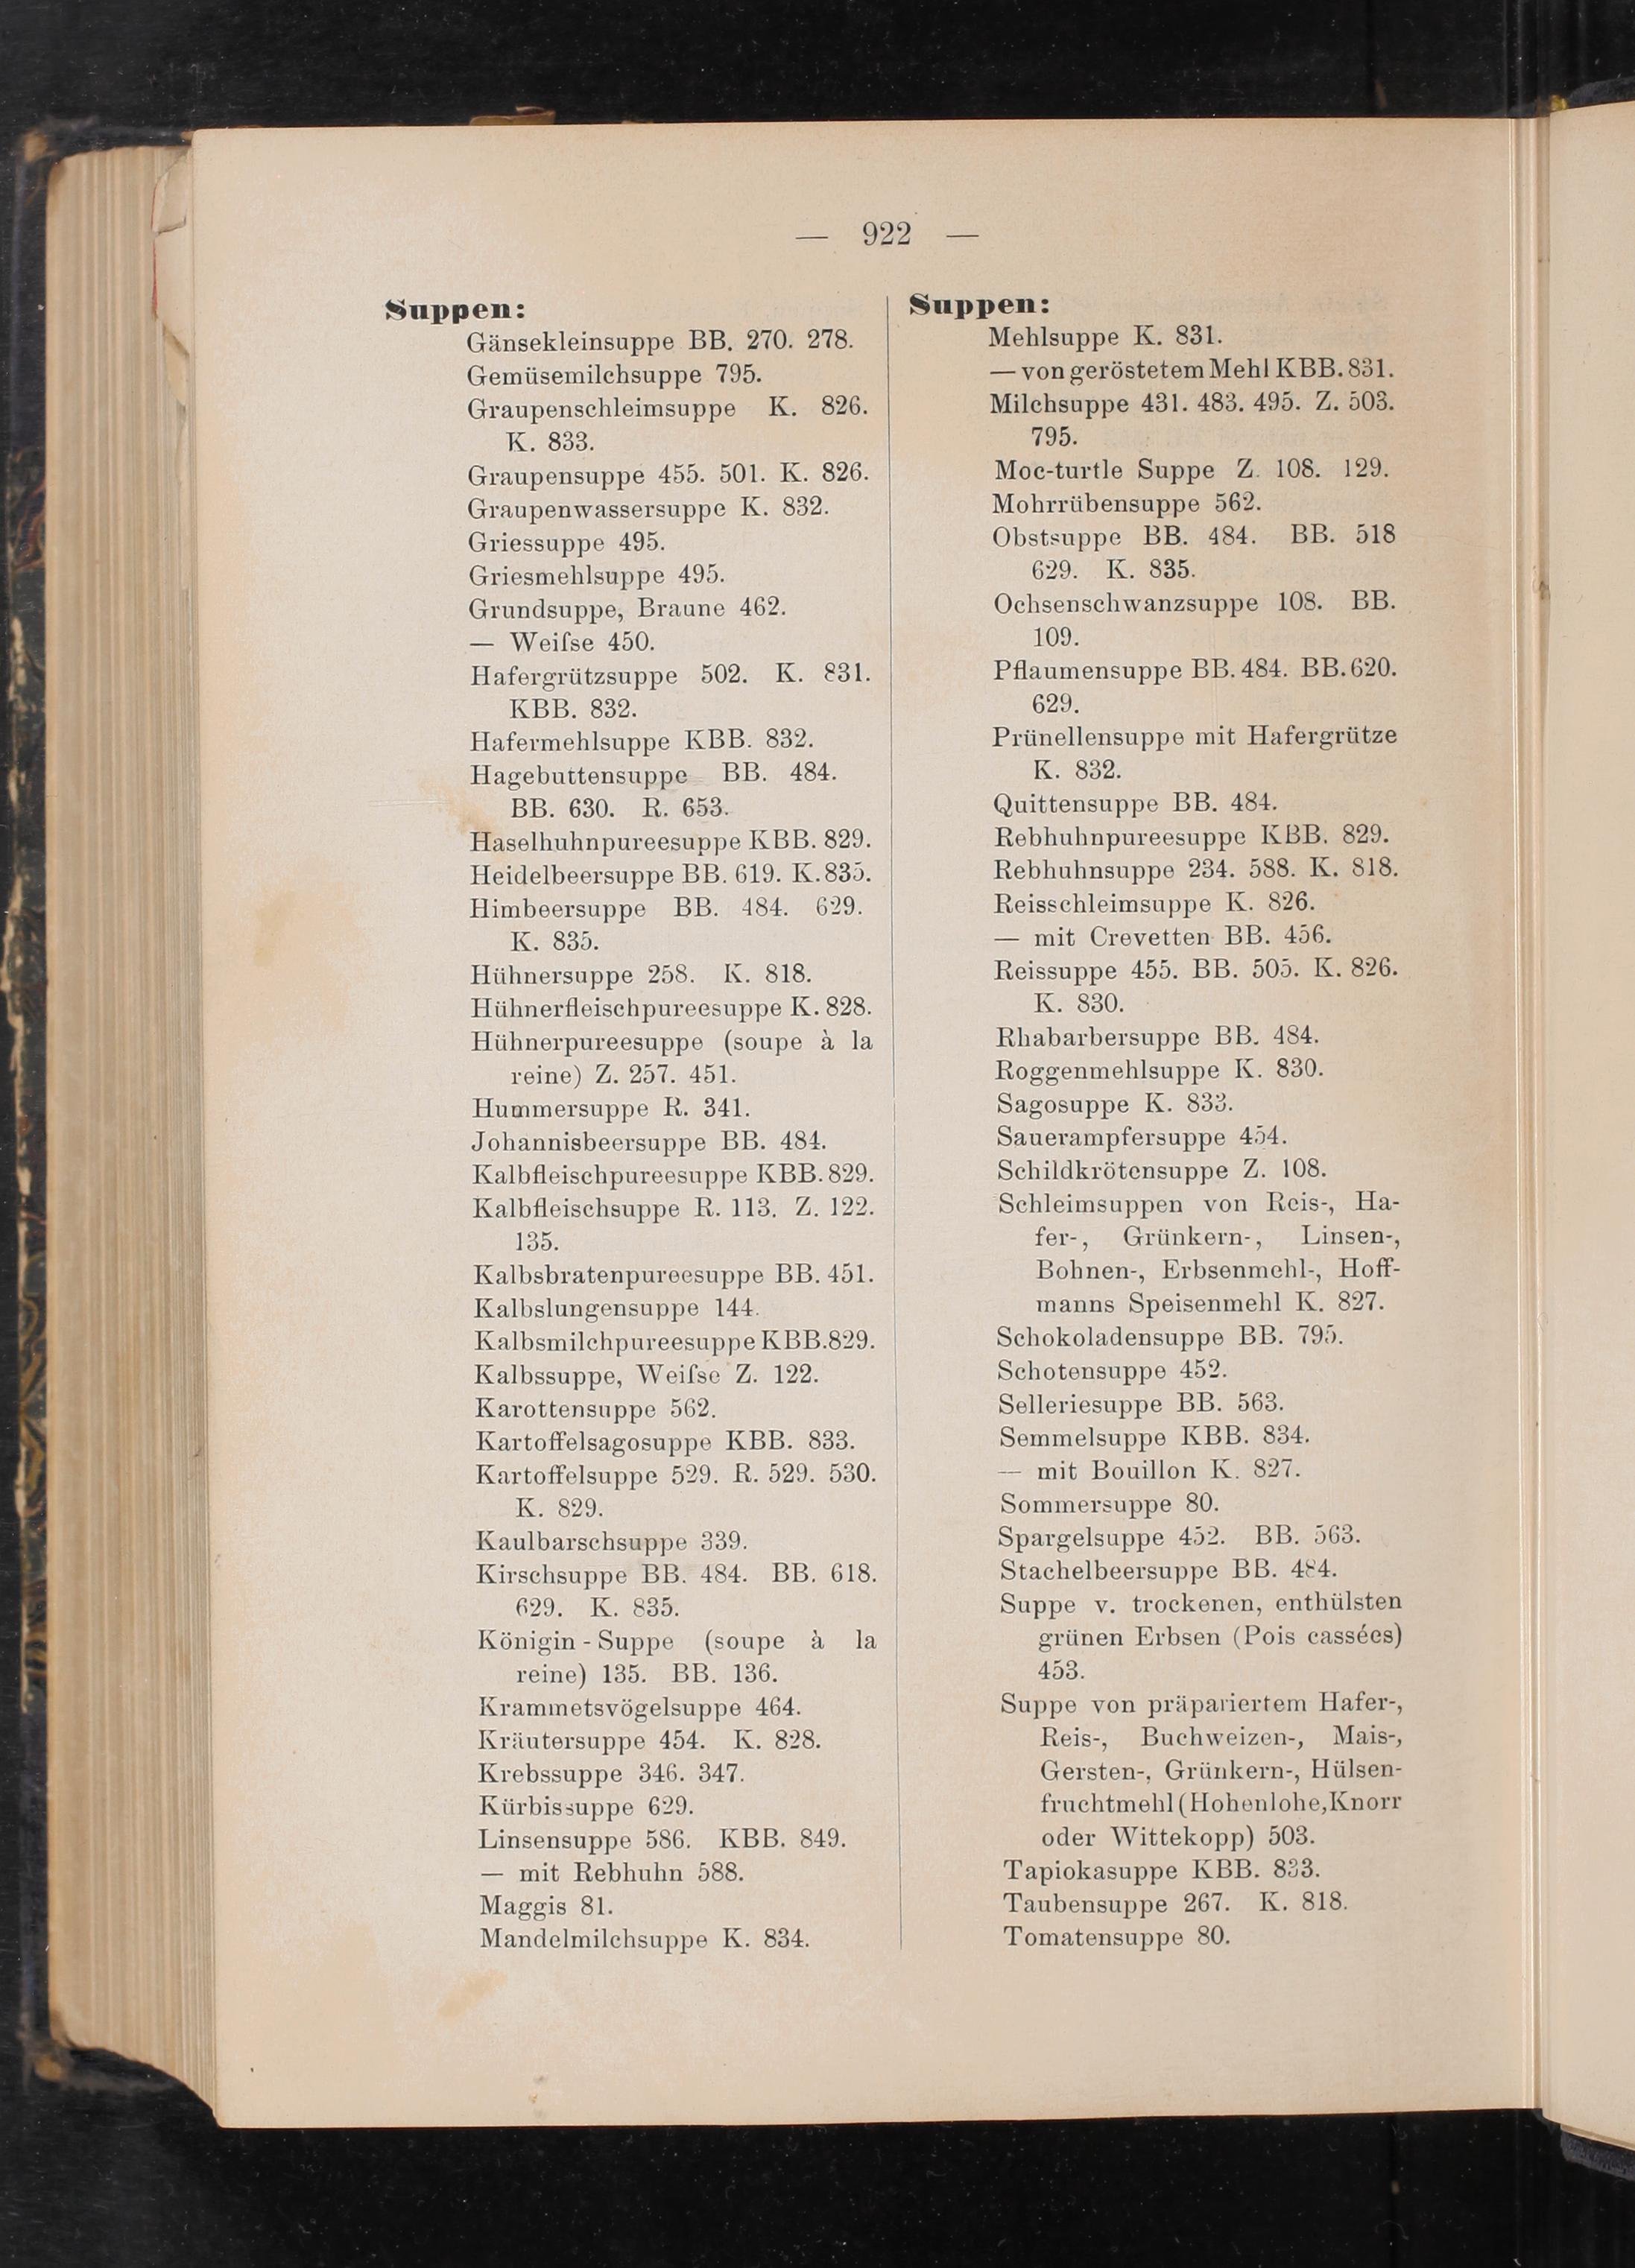 — 922 —
Suppen:
Gänsekleinsuppe BB. 270. 278.
Gemüsemilchsuppe 795.
Graupenschleimsuppe K. 826.
K. 833.
Graupensuppe 455. 501. K. 826.
Graupenwassersuppe K. 832.
Griessuppe 495.
Griesmehlsuppe 495.
Grundsuppe, Braune 462.
— Weiſse 450.
Hafergrützsuppe 502. K. 831.
KBB. 832.
Hafermehlsuppe KBB. 832.
Hagebuttensuppe BB. 484.
BB. 630. R. 653.
Haselhuhnpureesuppe KBB. 829.
Heidelbeersuppe BB. 619. K. 835.
Himbeersuppe BB. 484. 629.
K. 835.
Hühnersuppe 258. K. 818.
Hühnerfleischpureesuppe K. 828.
Hühnerpureesuppe (soupe à la
reine) Z. 257. 451.
Hummersuppe R. 341.
Johannisbeersuppe BB. 484.
Kalbfleischpureesuppe KBB. 829.
Kalbfleischsuppe R. 113. Z. 122.
135.
Kalbsbratenpureesuppe BB. 451.
Kalbslungensuppe 144.
Kalbsmilchpureesuppe KBB. 829.
Kalbssuppe, Weiſse Z. 122.
Karottensuppe 562.
Kartoffelsagosuppe KBB. 833.
Kartoffelsuppe 529. R. 529. 530.
K. 829.
Kaulbarschsuppe 339.
Kirschsuppe BB. 484. BB. 618.
629. K. 835.
Königin - Suppe (soupe à la
reine) 135. BB. 136.
Krammetsvögelsuppe 464.
Kräutersuppe 454. K. 828.
Krebssuppe 346. 347.
Kürbissuppe 629.
Linsensuppe 586. KBB. 849.
— mit Rebhuhn 588.
Maggis 81.
Mandelmilchsuppe K. 834.
Suppen:
Mehlsuppe K. 831.
— von geröstetem Mehl KBB. 831.
Milchsuppe 431. 483. 495. Z. 503.
795.
Moc-turtle Suppe Z. 108. 129.
Mohrrübensuppe 562.
Obstsuppe BB. 484. BB. 518
629. K. 835.
Ochsenschwanzsuppe 108. BB.
109.
Pflaumensuppe BB. 484. BB. 620.
629.
Prünellensuppe mit Hafergrütze
K. 832.
Quittensuppe BB. 484.
Rebhuhnpureesuppe KBB. 829.
Rebhuhnsuppe 234. 588. K. 818.
Reisschleimsuppe K. 826.
— mit Crevetten BB. 456.
Reissuppe 455. BB. 505. K. 826.
K. 830.
Rhabarbersuppe BB. 484.
Roggenmehlsuppe K. 830.
Sagosuppe K. 833.
Sauerampfersuppe 454.
Schildkrötensuppe Z. 108.
Schleimsuppen von Reis-, Ha-
fer-, Grünkern-, Linsen-,
Bohnen-, Erbsenmehl-, Hoff-
manns Speisenmehl K. 827.
Schokoladensuppe BB. 795.
Schotensuppe 452.
Selleriesuppe BB. 563.
Semmelsuppe KBB. 834.
— mit Bouillon K. 827.
Sommersuppe 80.
Spargelsuppe 452. BB. 563.
Stachelbeersuppe BB. 484.
Suppe v. trockenen, enthülsten
grünen Erbsen (Pois cassées)
453.
Suppe von präpariertem Hafer-,
Reis-, Buchweizen-, Mais-,
Gersten-, Grünkern-, Hülsen-
fruchtmehl (Hohenlohe, Knorr
oder Wittekopp) 503.
Tapiokasuppe KBB. 833.
Taubensuppe 267. K. 818.
Tomatensuppe 80.